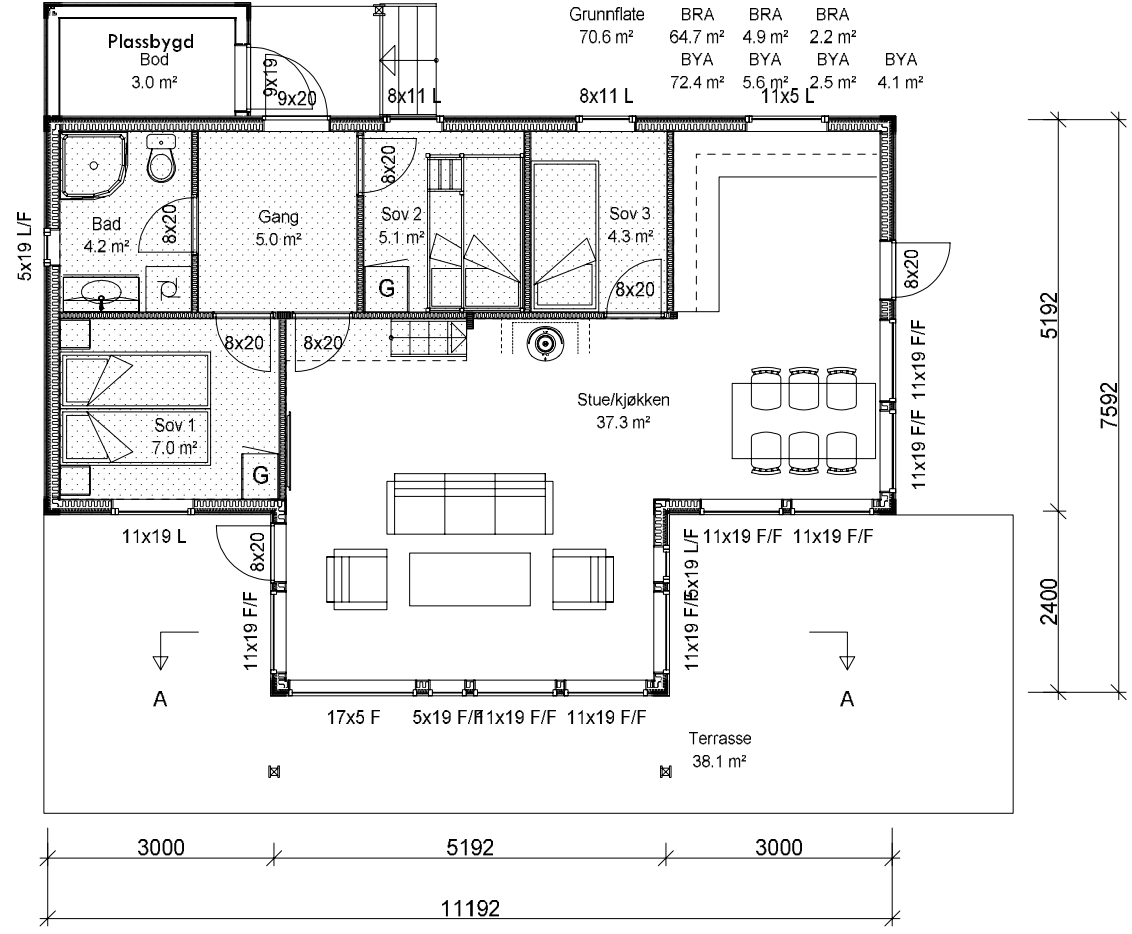 Grunnflate BRA BRA BRA
70.6 m² 64.7 m² 4.9 m² 2.2 m²
BYA BYA BYA BYA
72.4 m² 5.6 m² 2.5 m² 4.1 m²
Plassbygd
Bod
3.0 m²
9x19
9x20
8x11 L
8x11 L
11x5 L
5x19 L/F
Bad
4.2 m²
8x20
Gang
5.0 m²
8x20
Sov 2
5.1 m²
G
Sov 3
4.3 m²
8x20
8x20
8x20
8x20
Sov 1
7.0 m²
G
Stue/kjøkken
37.3 m²
11x19 F/F
11x19 F/F
11x19 L
8x20
11x19 F/F
5x19 L/F
11x19 F/F
11x19 F/F
11x19 F/F
A
A
17x5 F
5x19 F/F
11x19 F/F
11x19 F/F
Terrasse
38.1 m²
5192
7592
2400
3000
5192
3000
11192